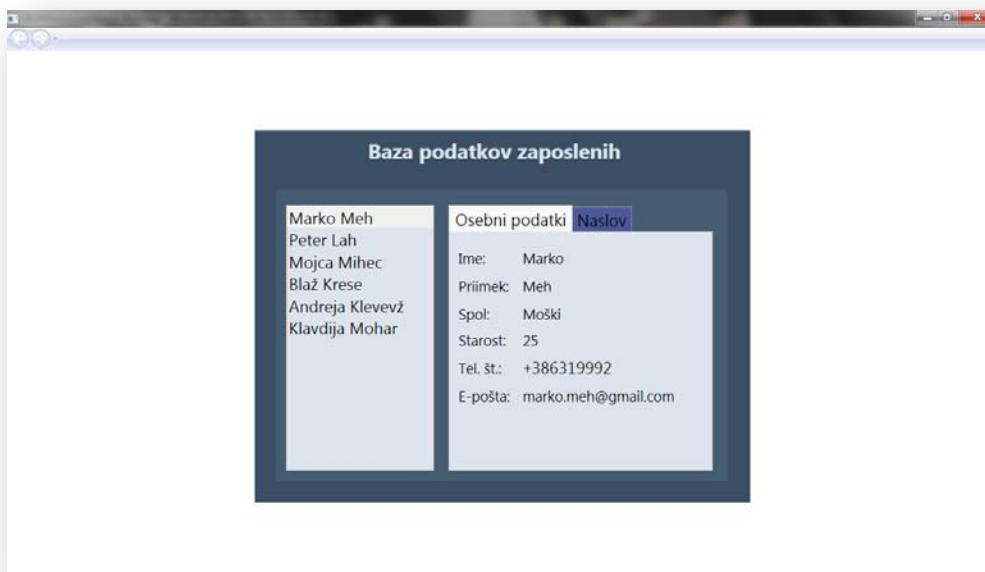 Baza podatkov zaposlenih
Marko Meh
Peter Lah
Mojca Mihec
Blaž Krese
Andreja Klevevž
Klavdija Mohar
Osebni podatki Naslov
Ime: Marko
Priimek: Meh
Spol: Moški
Starost: 25
Tel. št.: +386319992
E-pošta: marko.meh@gmail.com